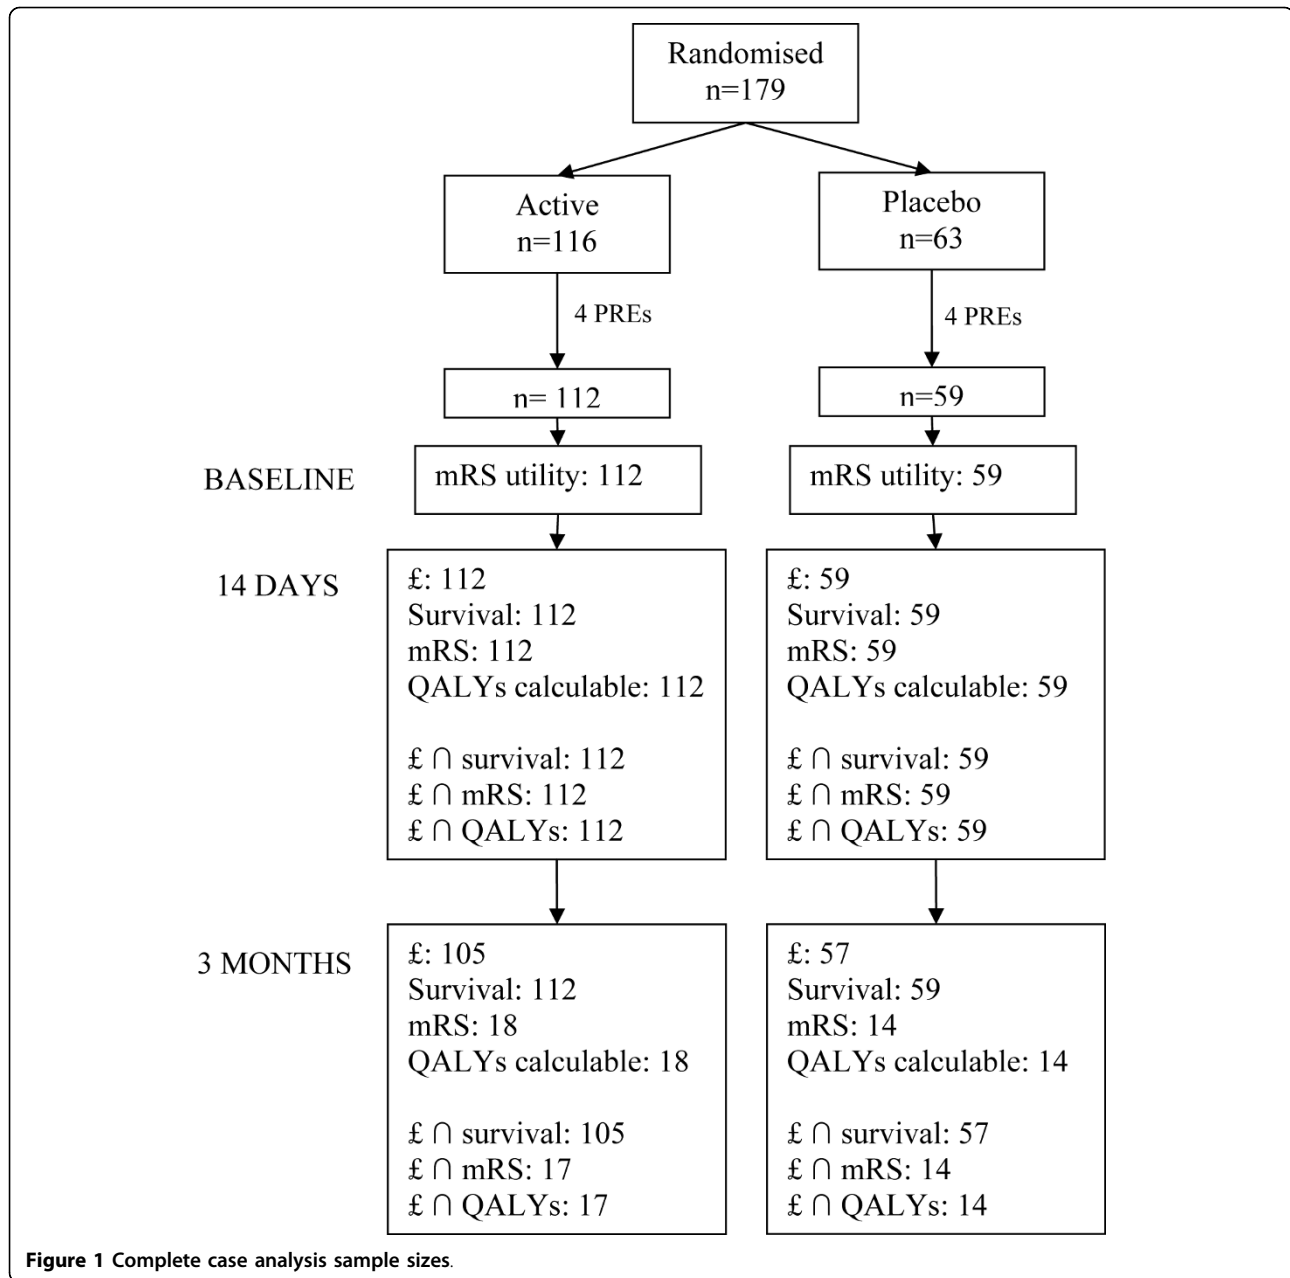 Randomised
n=179
Active
n=116
Placebo
n=63
4 PREs
4 PREs
n= 112
n=59
BASELINE
mRS utility: 112
mRS utility: 59
14 DAYS
£: 112
Survival: 112
mRS: 112
QALYs calculable: 112
£ ∩ survival: 112
£ ∩ mRS: 112
£ ∩ QALYs: 112
£: 59
Survival: 59
mRS: 59
QALYs calculable: 59
£ ∩ survival: 59
£ ∩ mRS: 59
£ ∩ QALYs: 59
3 MONTHS
£: 105
Survival: 112
mRS: 18
QALYs calculable: 18
£ ∩ survival: 105
£ ∩ mRS: 17
£ ∩ QALYs: 17
£: 57
Survival: 59
mRS: 14
QALYs calculable: 14
£ ∩ survival: 57
£ ∩ mRS: 14
£ ∩ QALYs: 14
Figure 1 Complete case analysis sample sizes.